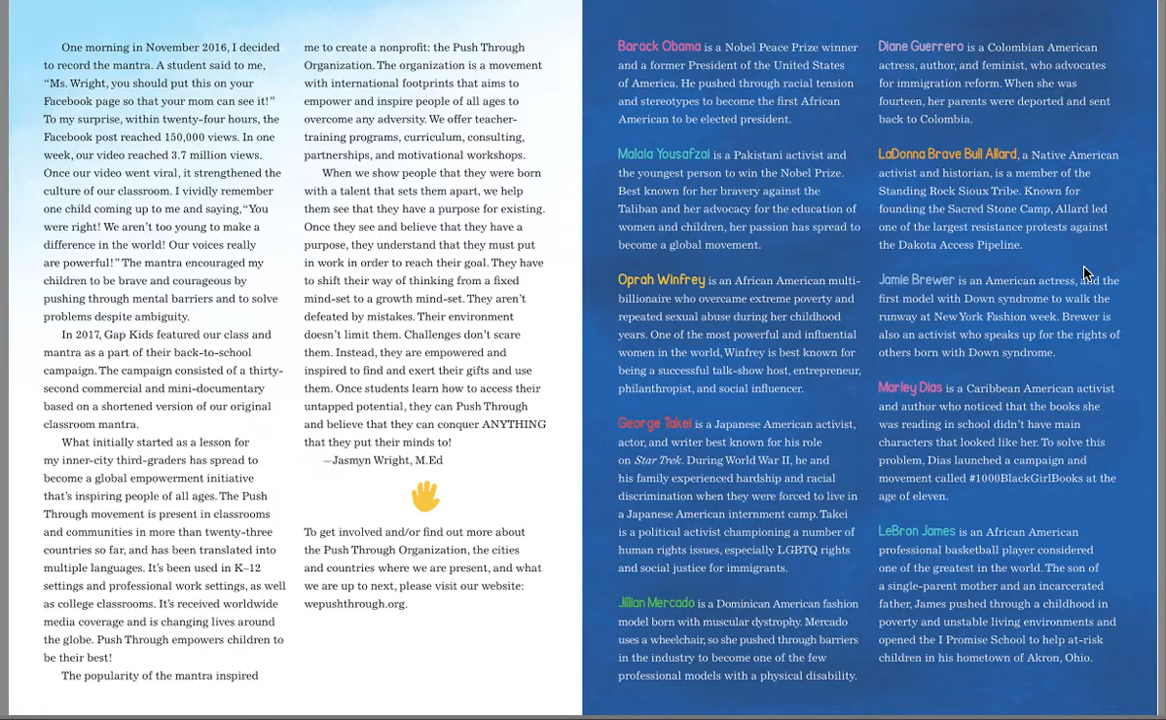 One morning in November 2016, I decided
to record the mantra. A student said to me,
“Ms. Wright, you should put this on your
Facebook page so that your mom can see it!”
To my surprise, within twenty-four hours, the
Facebook post reached 150,000 views. In one
week, our video reached 3.7 million views.
Once our video went viral, it strengthened the
culture of our classroom. I vividly remember
one child coming up to me and saying, “You
were right! We aren’t too young to make a
difference in the world! Our voices really
are powerful!” The mantra encouraged my
children to be brave and courageous by
pushing through mental barriers and to solve
problems despite ambiguity.
In 2017, Gap Kids featured our class and
mantra as a part of their back-to-school
campaign. The campaign consisted of a thirty-
second commercial and mini-documentary
based on a shortened version of our original
classroom mantra.
What initially started as a lesson for
my inner-city third-graders has spread to
become a global empowerment initiative
that’s inspiring people of all ages. The Push
Through movement is present in classrooms
and communities in more than twenty-three
countries so far, and has been translated into
multiple languages. It’s been used in K–12
settings and professional work settings, as well
as college classrooms. It’s received worldwide
media coverage and is changing lives around
the globe. Push Through empowers children to
be their best!
The popularity of the mantra inspired
me to create a nonprofit: the Push Through
Organization. The organization is a movement
with international footprints that aims to
empower and inspire people of all ages to
overcome any adversity. We offer teacher-
training programs, curriculum, consulting,
partnerships, and motivational workshops.
When we show people that they were born
with a talent that sets them apart, we help
them see that they have a purpose for existing.
Once they see and believe that they have a
purpose, they understand that they must put
in work in order to reach their goal. They have
to shift their way of thinking from a fixed
mind-set to a growth mind-set. They aren’t
defeated by mistakes. Their environment
doesn’t limit them. Challenges don’t scare
them. Instead, they are empowered and
inspired to find and exert their gifts and use
them. Once students learn how to access their
untapped potential, they can Push Through
and believe that they can conquer ANYTHING
that they put their minds to!
—Jasmyn Wright, M.Ed
To get involved and/or find out more about
the Push Through Organization, the cities
and countries where we are present, and what
we are up to next, please visit our website:
wepushthrough.org.
Barack Obama is a Nobel Peace Prize winner
and a former President of the United States
of America. He pushed through racial tension
and stereotypes to become the first African
American to be elected president.
Malala Yousafzai is a Pakistani activist and
the youngest person to win the Nobel Prize.
Best known for her bravery against the
Taliban and her advocacy for the education of
women and children, her passion has spread to
become a global movement.
Oprah Winfrey is an African American multi-
billionaire who overcame extreme poverty and
repeated sexual abuse during her childhood
years. One of the most powerful and influential
women in the world, Winfrey is best known for
being a successful talk-show host, entrepreneur,
philanthropist, and social influencer.
George Takei is a Japanese American activist,
actor, and writer best known for his role
on Star Trek. During World War II, he and
his family experienced hardship and racial
discrimination when they were forced to live in
a Japanese American internment camp. Takei
is a political activist championing a number of
human rights issues, especially LGBTQ rights
and social justice for immigrants.
Jillian Mercado is a Dominican American fashion
model born with muscular dystrophy. Mercado
uses a wheelchair, so she pushed through barriers
in the industry to become one of the few
professional models with a physical disability.
Diane Guerrero is a Colombian American
actress, author, and feminist, who advocates
for immigration reform. When she was
fourteen, her parents were deported and sent
back to Colombia.
LaDonna Brave Bull Allard, a Native American
activist and historian, is a member of the
Standing Rock Sioux Tribe. Known for
founding the Sacred Stone Camp, Allard led
one of the largest resistance protests against
the Dakota Access Pipeline.
Jamie Brewer is an American actress, and the
first model with Down syndrome to walk the
runway at New York Fashion week. Brewer is
also an activist who speaks up for the rights of
others born with Down syndrome.
Marley Dias is a Caribbean American activist
and author who noticed that the books she
was reading in school didn’t have main
characters that looked like her. To solve this
problem, Dias launched a campaign and
movement called #1000BlackGirlBooks at the
age of eleven.
LeBron James is an African American
professional basketball player considered
one of the greatest in the world. The son of
a single-parent mother and an incarcerated
father, James pushed through a childhood in
poverty and unstable living environments and
opened the I Promise School to help at-risk
children in his hometown of Akron, Ohio.